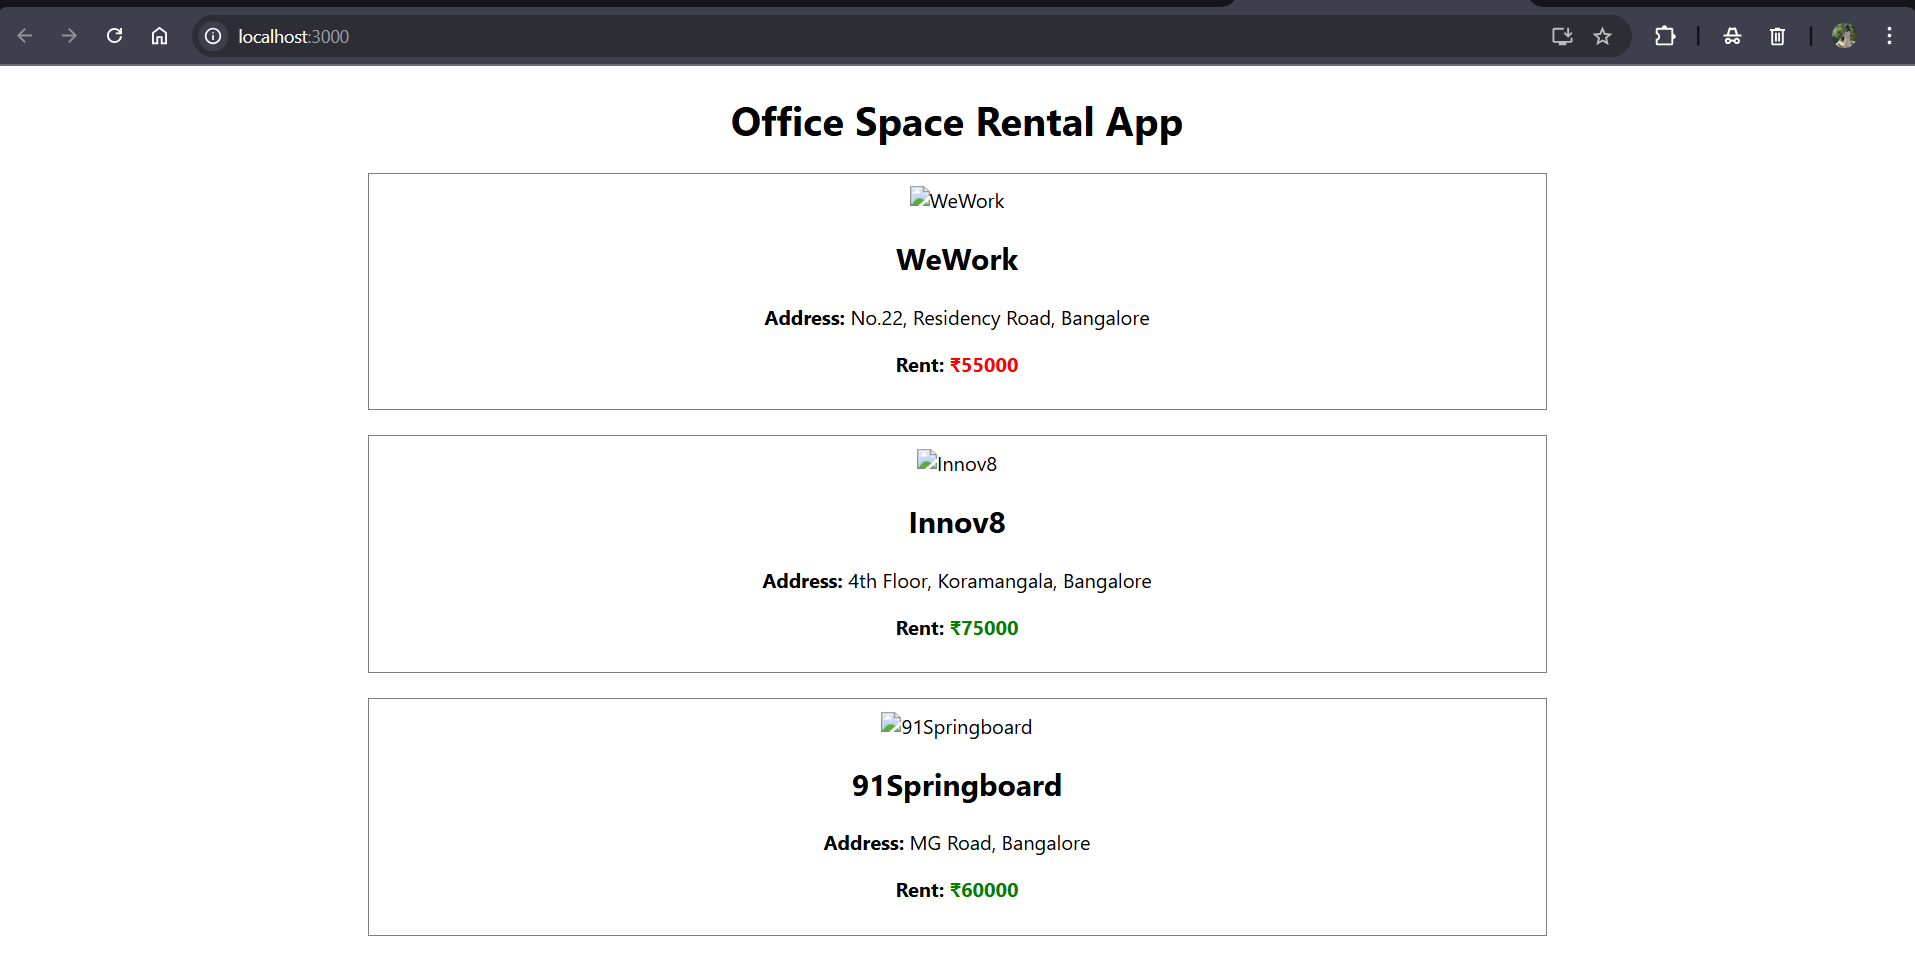 localhost:3000
Office Space Rental App
WeWork
WeWork
Address: No.22, Residency Road, Bangalore
Rent: ₹55000
Innov8
Innov8
Address: 4th Floor, Koramangala, Bangalore
Rent: ₹75000
91Springboard
91Springboard
Address: MG Road, Bangalore
Rent: ₹60000